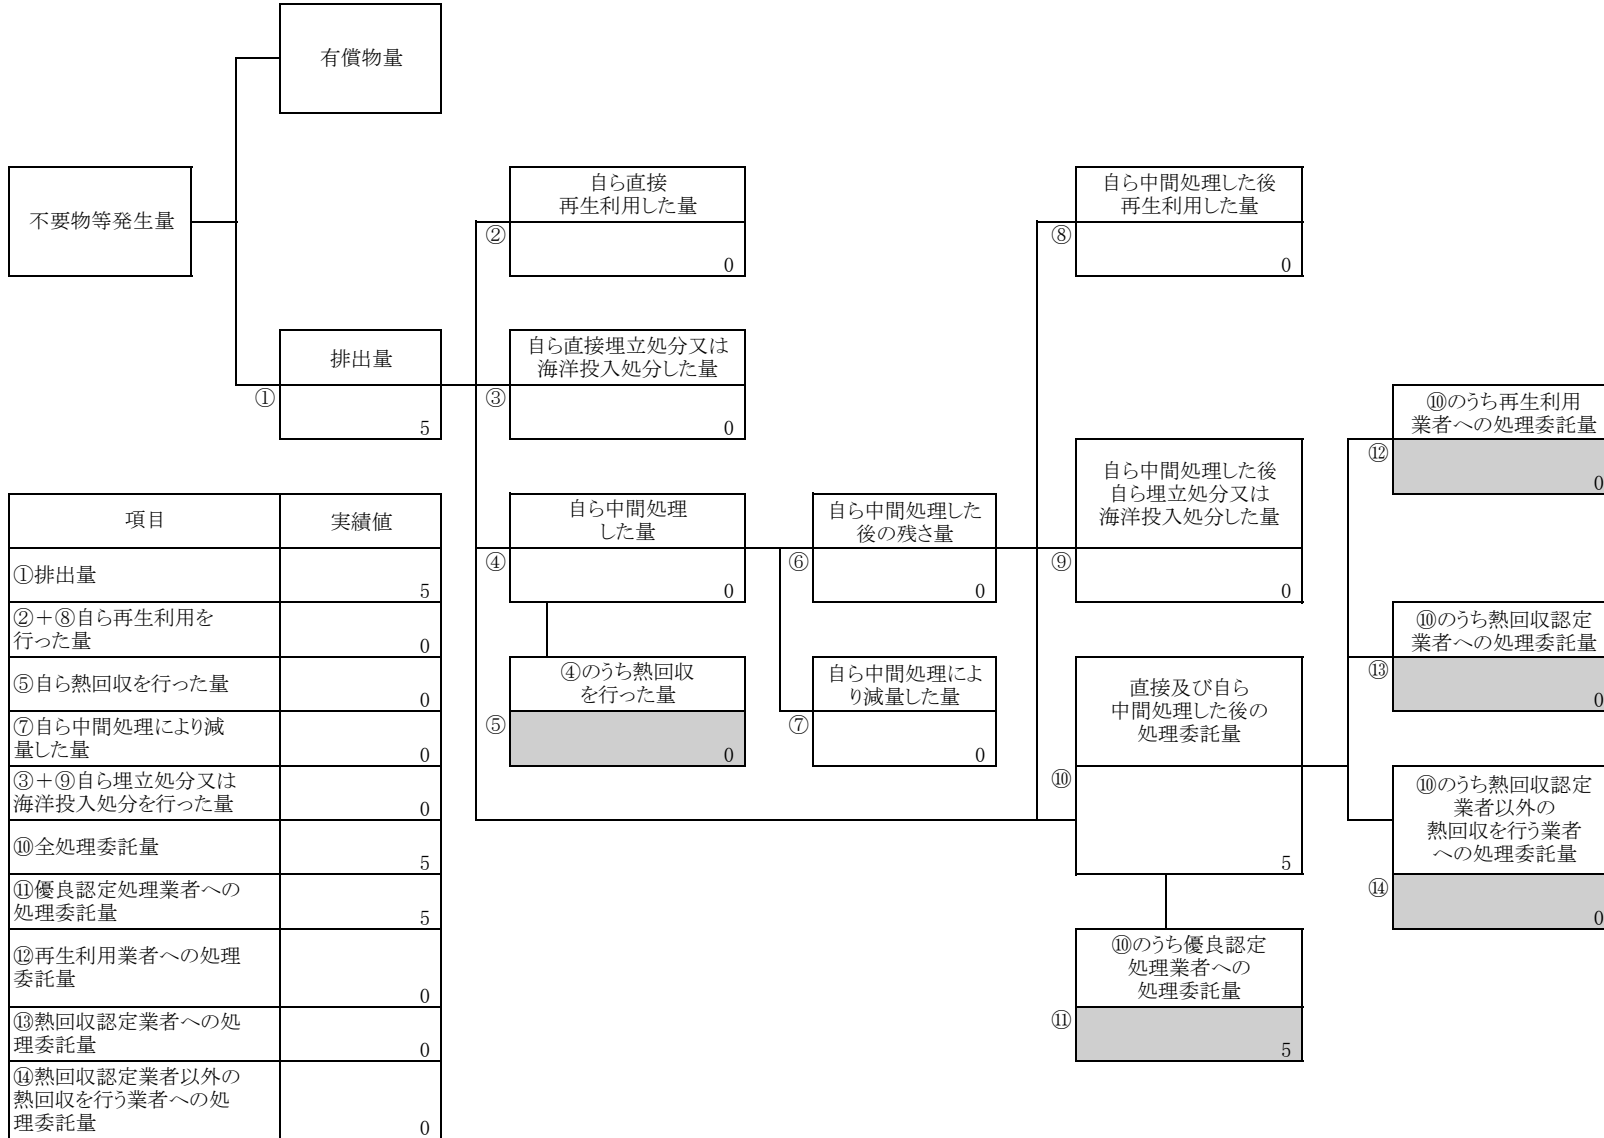 有償物量
不要物等発生量
自ら直接
再生利用した量
②
0
自ら中間処理した後
再生利用した量
⑧
0
排出量
①
5
自ら直接埋立処分又は
海洋投入処分した量
③
0
⑩のうち再生利用
業者への処理委託量
⑫
0
自ら中間処理した後
自ら埋立処分又は
海洋投入処分した量
⑨
0
自ら中間処理
した量
④
0
自ら中間処理した
後の残さ量
⑥
0
⑩のうち熱回収認定
業者への処理委託量
⑬
0
④のうち熱回収
を行った量
⑤
0
自ら中間処理によ
り減量した量
⑦
0
直接及び自ら
中間処理した後の
処理委託量
⑩
5
⑩のうち熱回収認定
業者以外の
熱回収を行う業者
への処理委託量
⑭
0
⑩のうち優良認定
処理業者への
処理委託量
⑪
5
項目 実績値
①排出量
5
②+⑧自ら再生利用を
行った量
0
⑤自ら熱回収を行った量
0
⑦自ら中間処理により減
量した量
0
③+⑨自ら埋立処分又は
海洋投入処分を行った量
0
⑩全処理委託量
5
⑪優良認定処理業者への
処理委託量
5
⑫再生利用業者への処理
委託量
0
⑬熱回収認定業者への処
理委託量
0
⑭熱回収認定業者以外の
熱回収を行う業者への処
理委託量
0